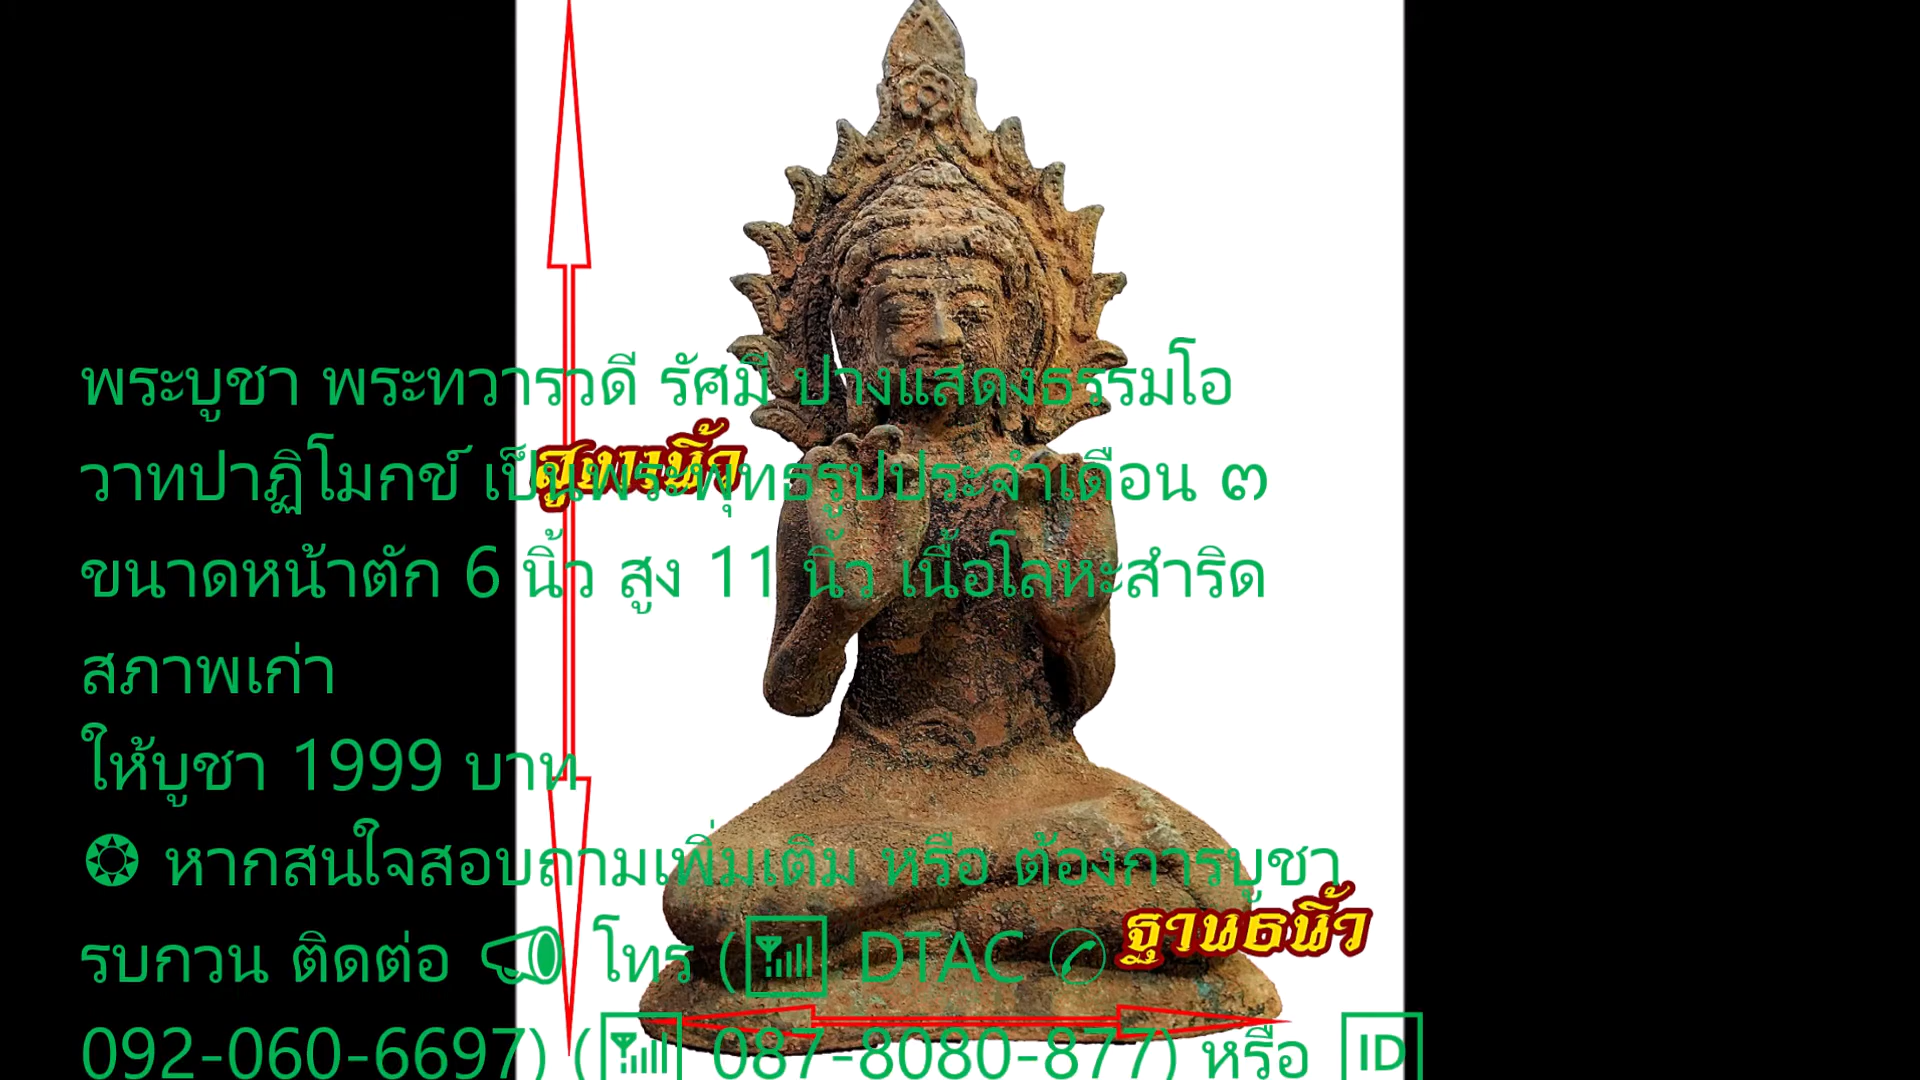 พระบูชา พระทวารวดี รัศมี ปางแสดงธรรมโอ
วาทปาฏิโมกข์ เป็นพระพุทธรูปประจำเดือน ๓
ขนาดหน้าตัก 6 นิ้ว สูง 11 นิ้ว เนื้อโลหะสำริด
สภาพเก่า
ให้บูชา 1999 บาท
❂ หากสนใจสอบถามเพิ่มเติม หรือ ต้องการบูชา
รบกวน ติดต่อ โทร (📶 DTAC ✆
092-060-6697) (📶 087-8080-877) หรือ 🆔
ฐาน๖นิ้ว